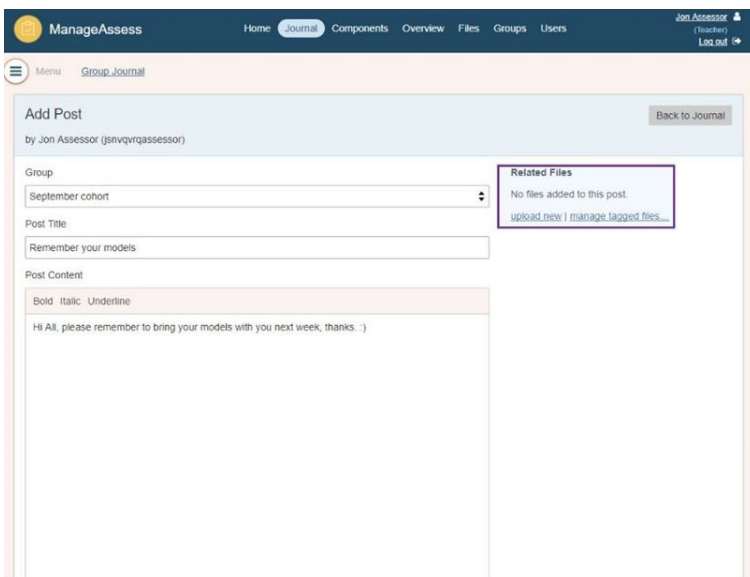 ManageAssess
Home Journal Components Overview Files Groups Users
Jon Assessor
(Teacher)
Log out
Menu Group Journal
Add Post
Back to Journal
by Jon Assessor (jsnvqvrqassessor)
Group
September cohort
Post Title
Remember your models
Post Content
Bold Italic Underline
Hi All, please remember to bring your models with you next week, thanks. :)
Related Files
No files added to this post.
upload new | manage tagged files...